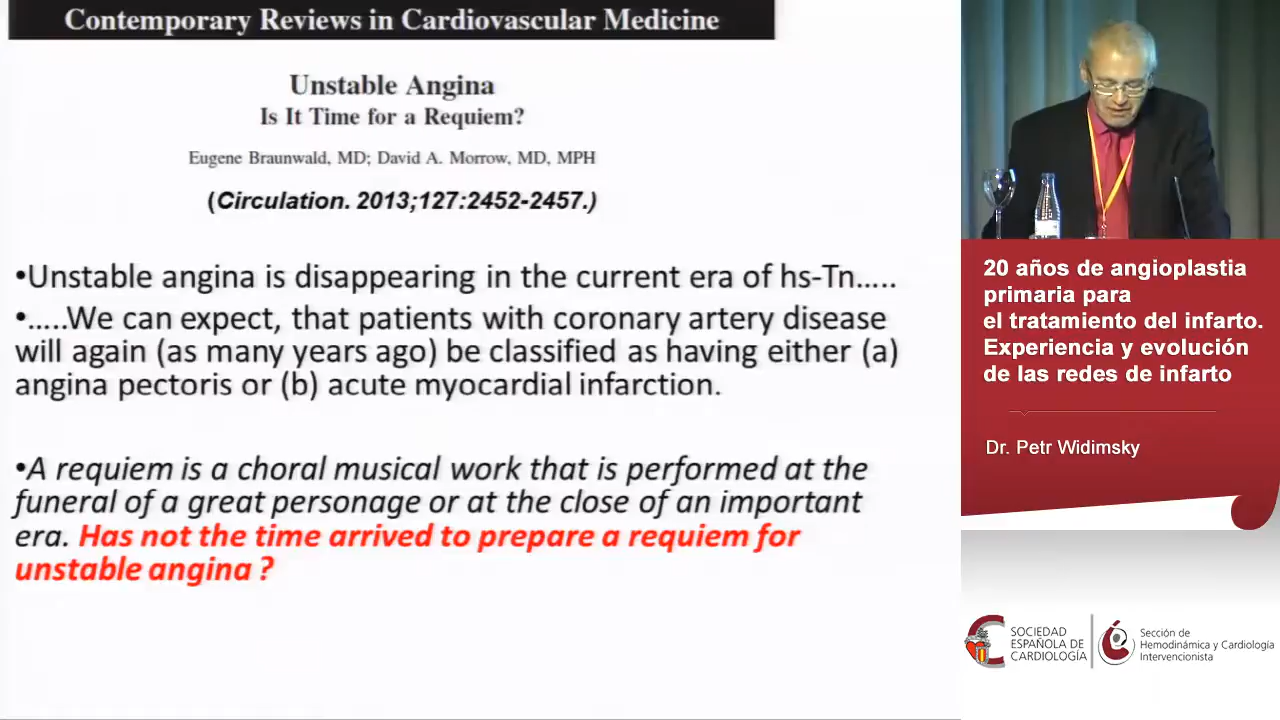 Contemporary Reviews in Cardiovascular Medicine
Unstable Angina
Is It Time for a Requiem?
Eugene Braunwald, MD; David A. Morrow, MD, MPH
(Circulation. 2013;127:2452-2457.)
•Unstable angina is disappearing in the current era of hs-Tn.....
•.....We can expect, that patients with coronary artery disease
will again (as many years ago) be classified as having either (a)
angina pectoris or (b) acute myocardial infarction.
•A requiem is a choral musical work that is performed at the
funeral of a great personage or at the close of an important
era. Has not the time arrived to prepare a requiem for
unstable angina ?
20 años de angioplastia
primaria para
el tratamiento del infarto.
Experiencia y evolución
de las redes de infarto
Dr. Petr Widimsky
SOCIEDAD
ESPAÑOLA DE
CARDIOLOGÍA
Sección de
Hemodinámica y Cardiología
Intervencionista